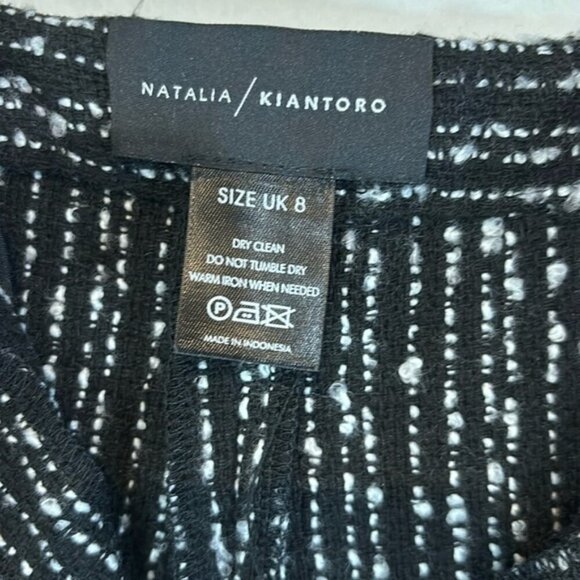 NATALIA / KIANTORO
SIZE UK 8
DRY CLEAN
DO NOT TUMBLE DRY
WARM IRON WHEN NEEDED
P
MADE IN INDONESIA